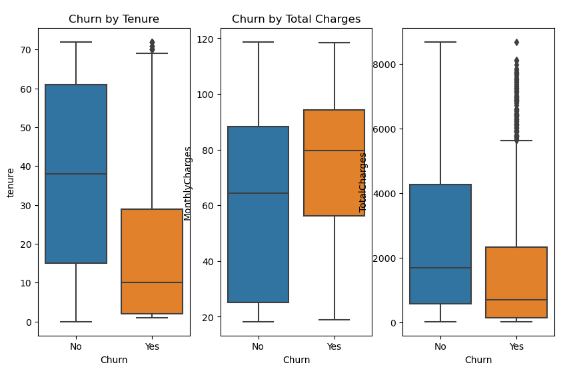 Churn by Tenure
Churn by Total Charges
tenure
70
60
50
40
30
20
10
0
No
Yes
Churn
MonthlyCharges
120
100
80
60
40
20
No
Yes
Churn
TotalCharges
8000
6000
4000
2000
0
No
Yes
Churn